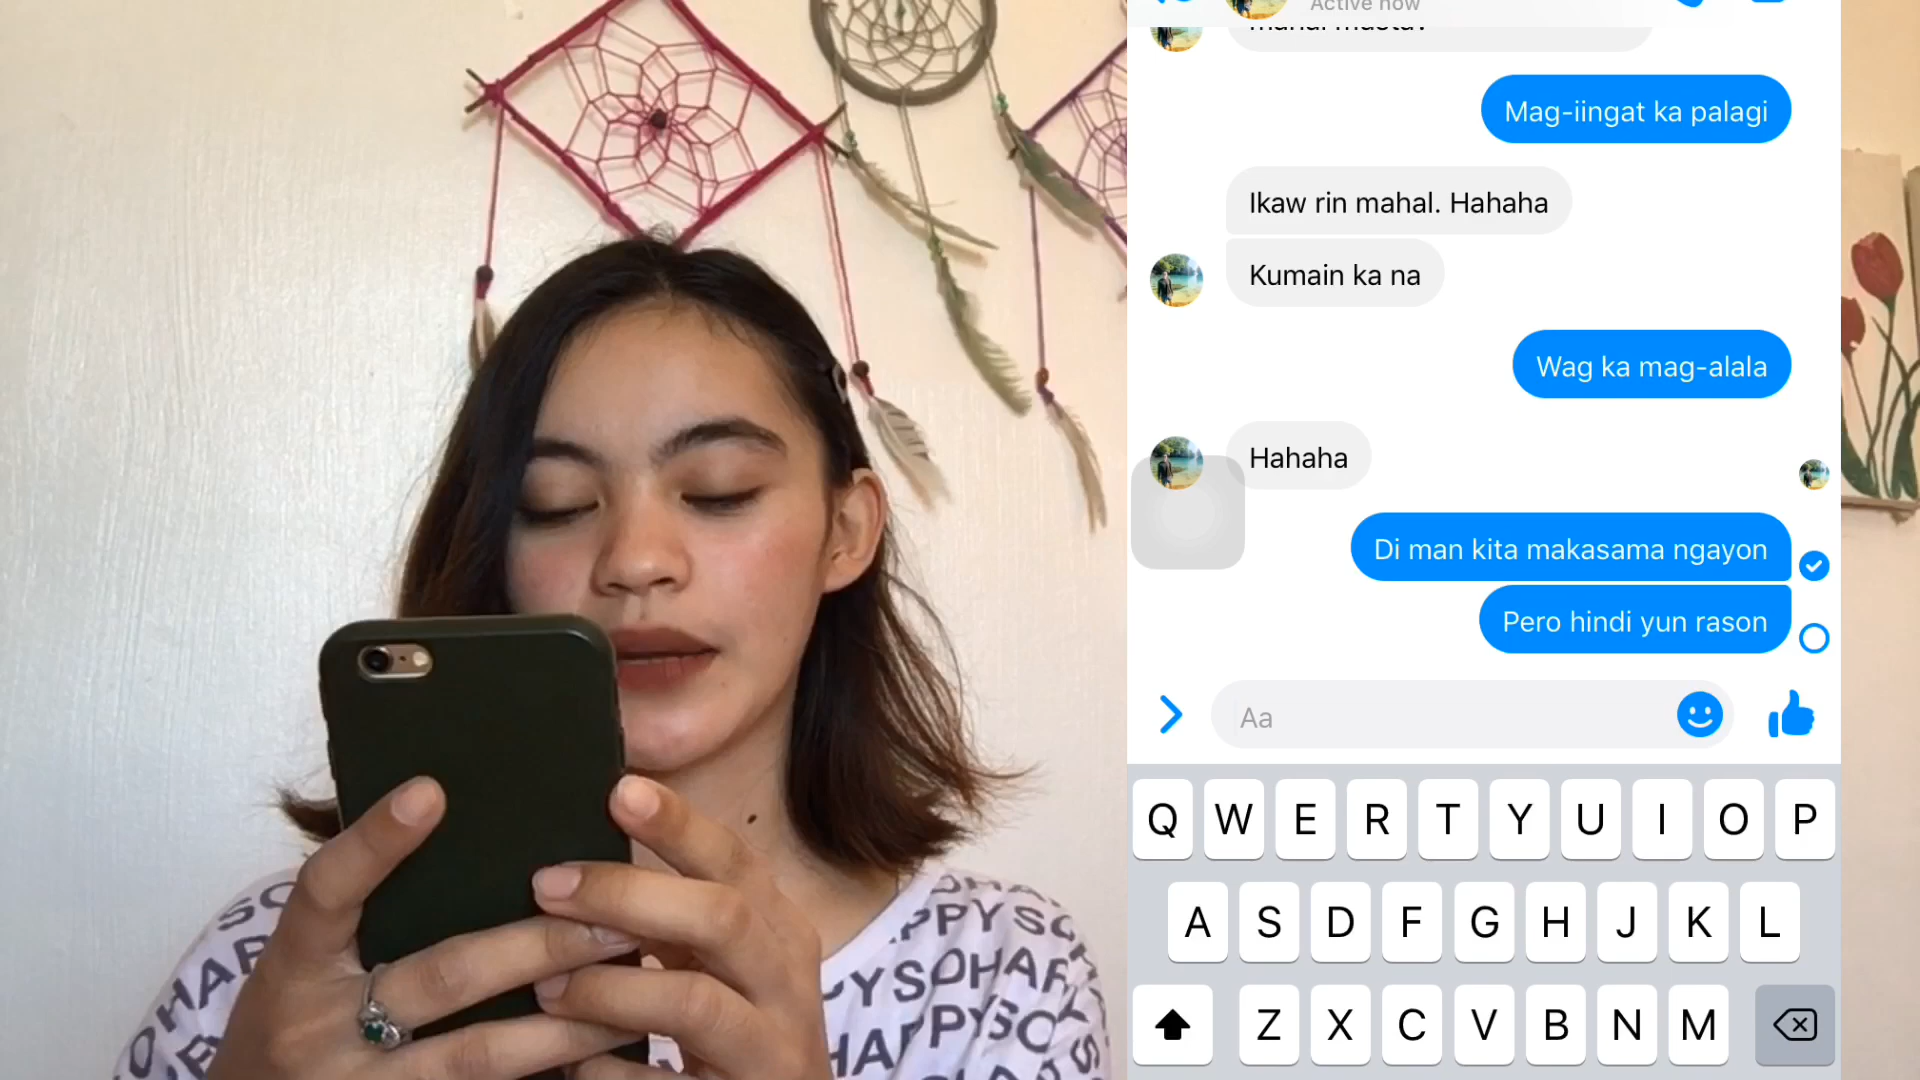 Active now
Mag-iingat ka palagi
Ikaw rin mahal. Hahaha
Kumain ka na
Wag ka mag-alala
Hahaha
Di man kita makasama ngayon
Pero hindi yun rason
Aa
Q W E R T Y U I O P
A S D F G H J K L
Z X C V B N M
SOHAPPYSOHAPPYSO